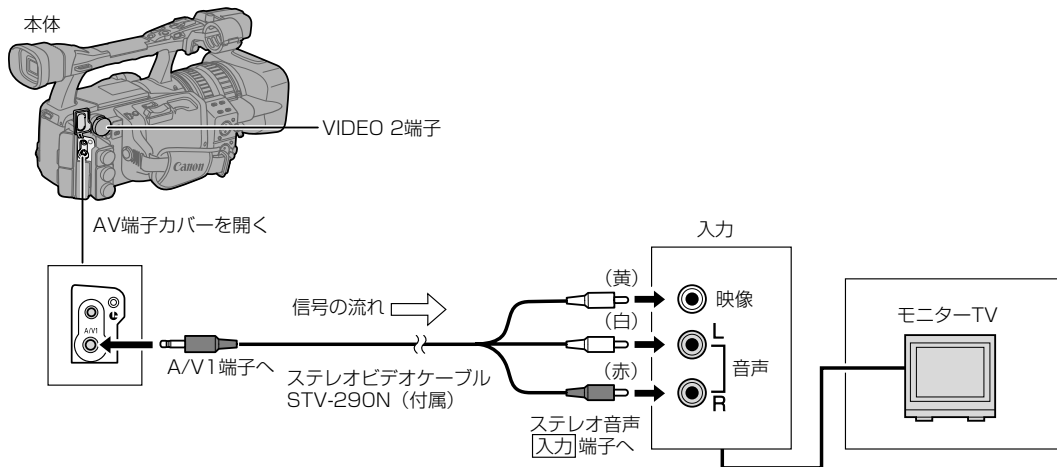 本体
VIDEO 2端子
Canon
AV端子カバーを開く
A/V1
信号の流れ
A/V1端子へ
ステレオビデオケーブル
STV-290N（付属）
入力
（黄）
映像
（白）
L
音声
（赤）
R
ステレオ音声
入力 端子へ
モニターTV